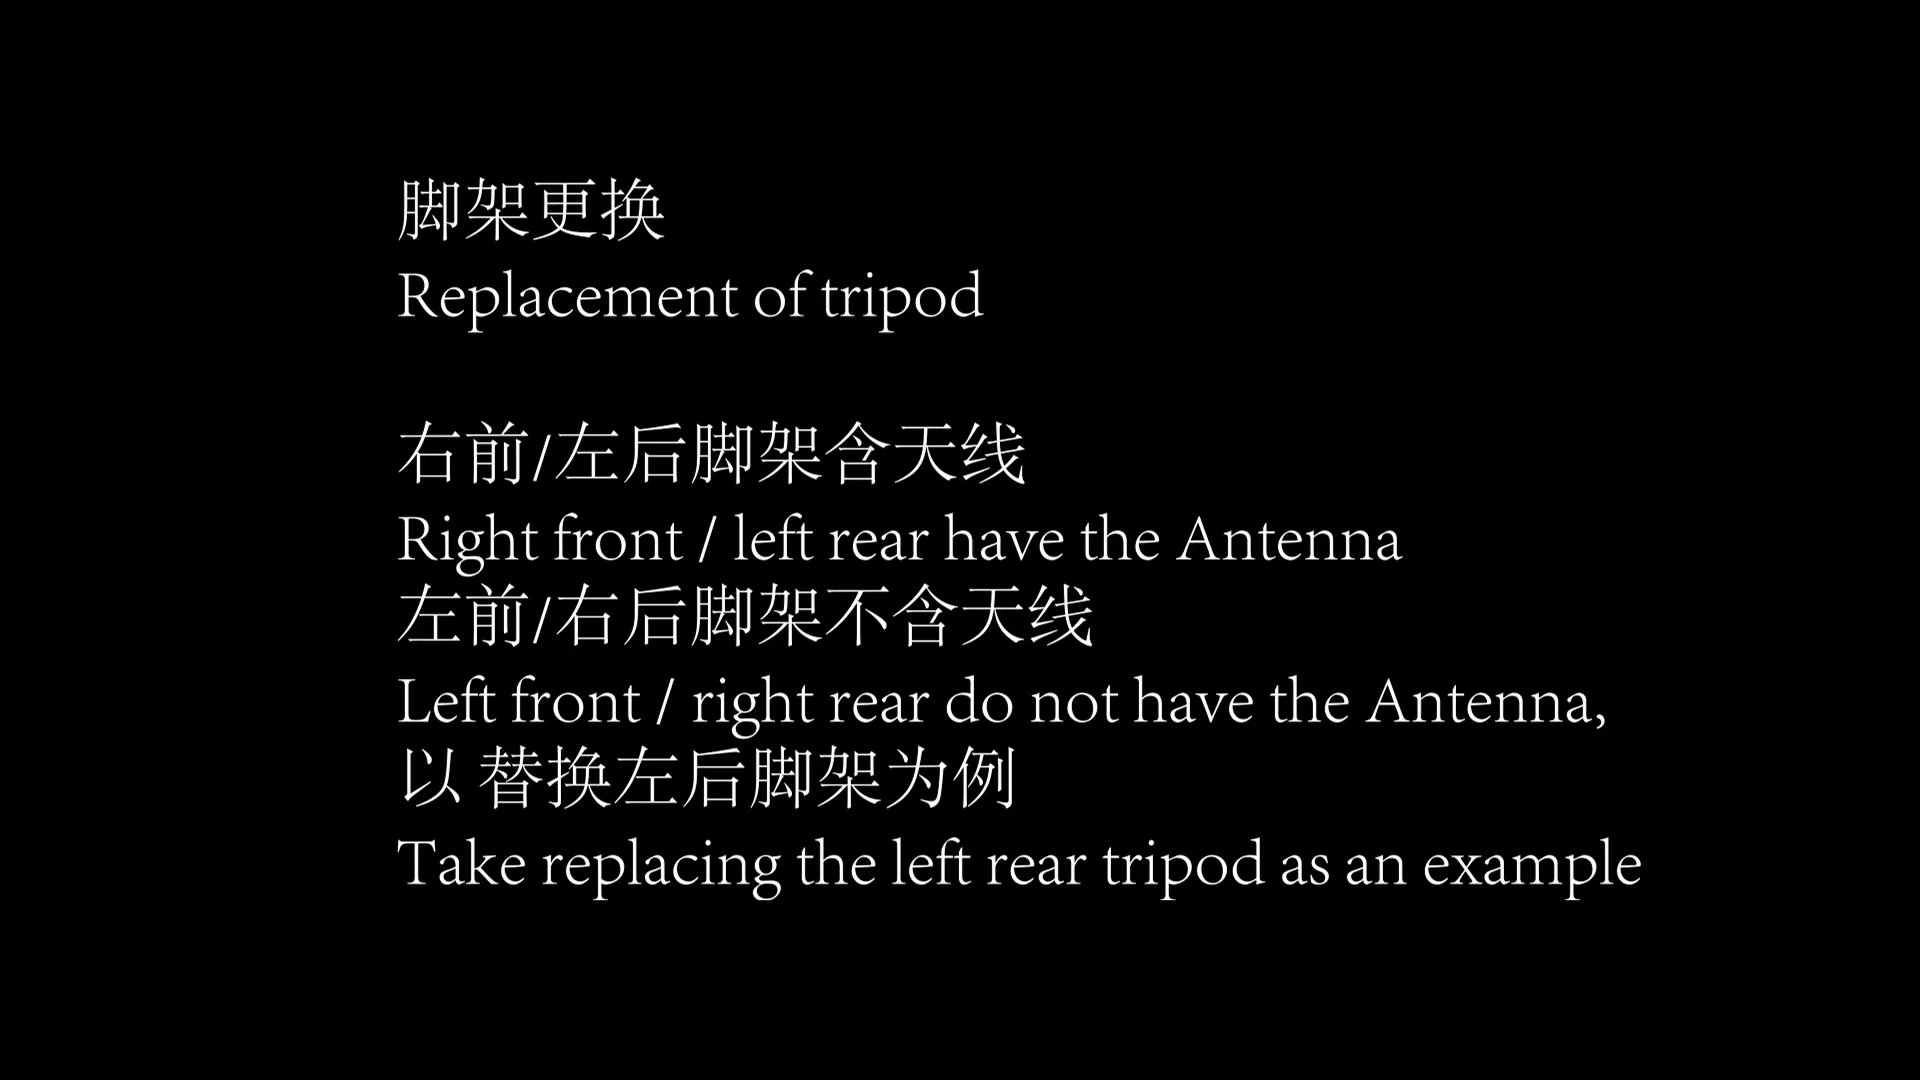 脚架更换
Replacement of tripod
右前/左后脚架含天线
Right front / left rear have the Antenna
左前/右后脚架不含天线
Left front / right rear do not have the Antenna,
以 替换左后脚架为例
Take replacing the left rear tripod as an example